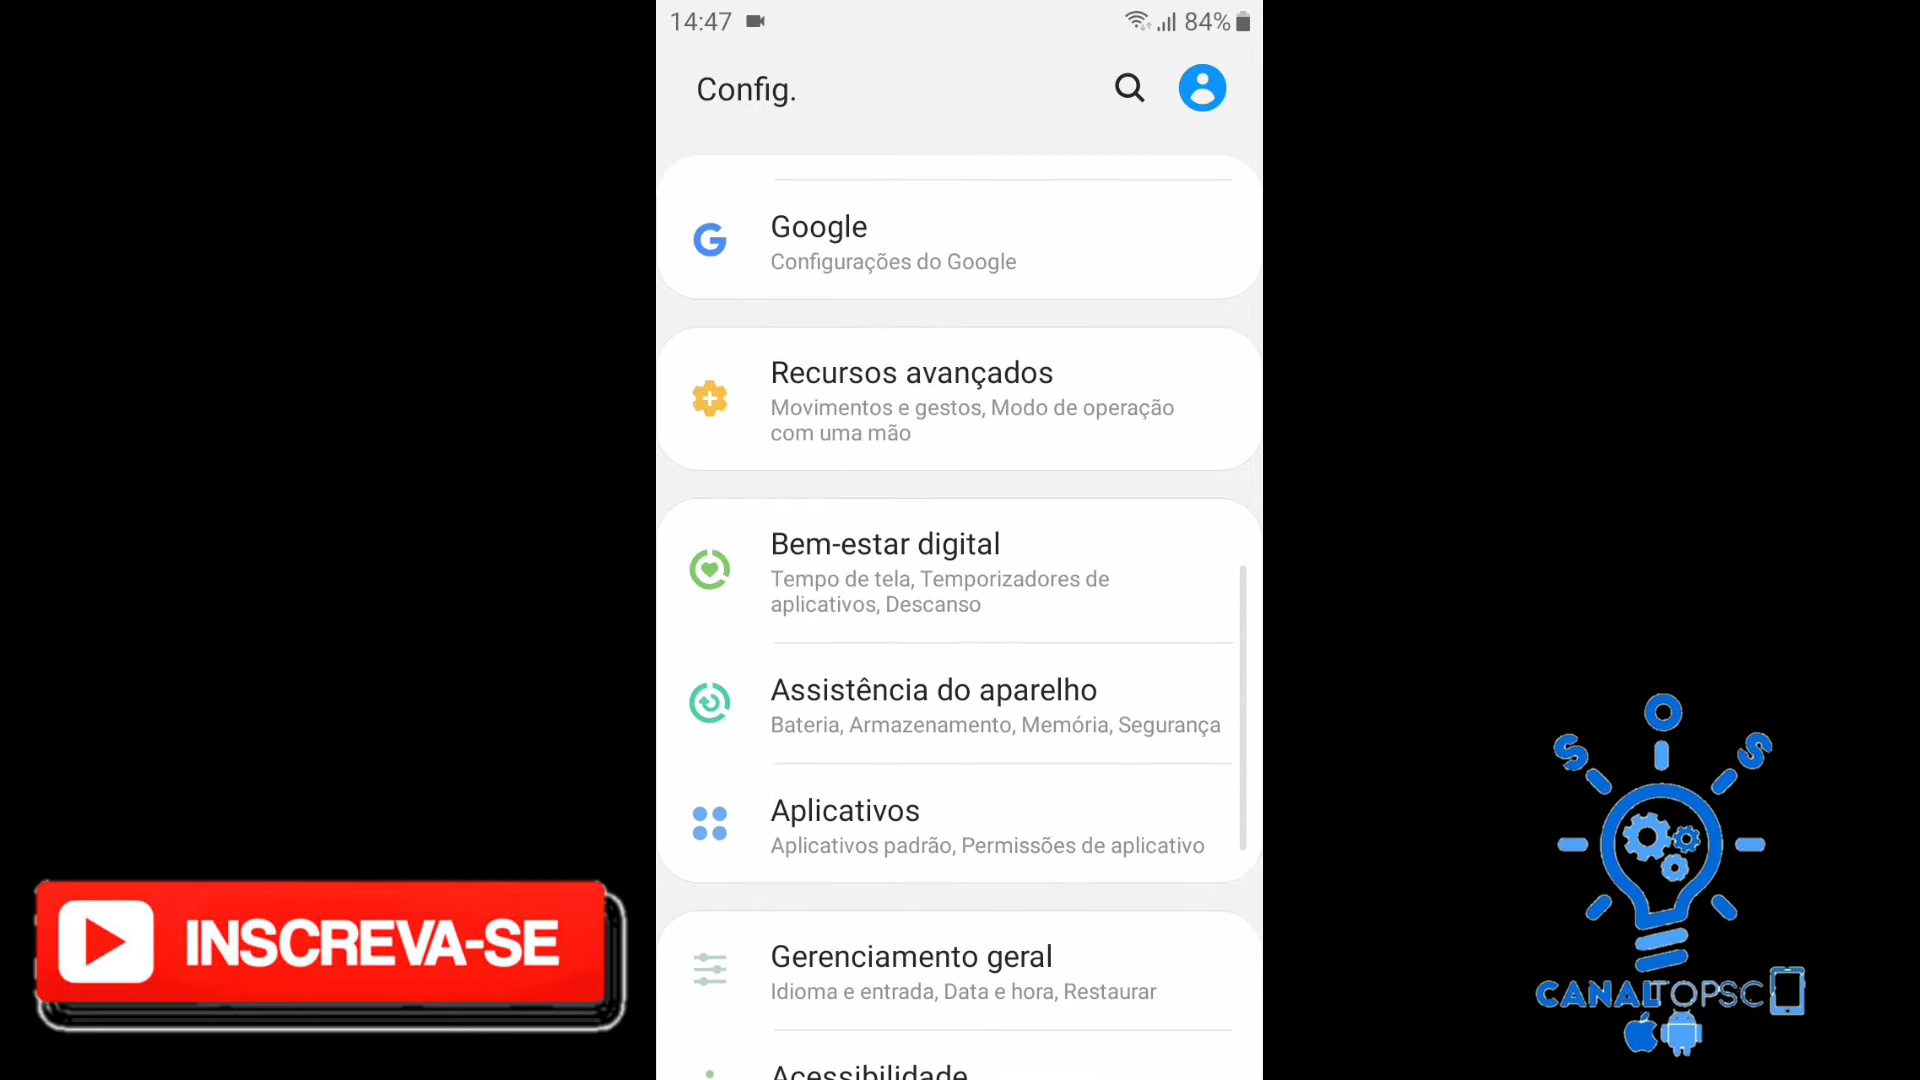 14:47
84%
Config.
Google
Configurações do Google
Recursos avançados
Movimentos e gestos, Modo de operação
com uma mão
Bem-estar digital
Tempo de tela, Temporizadores de
aplicativos, Descanso
Assistência do aparelho
Bateria, Armazenamento, Memória, Segurança
Aplicativos
Aplicativos padrão, Permissões de aplicativo
Gerenciamento geral
Idioma e entrada, Data e hora, Restaurar
Acessibilidade
INSCREVA-SE
SOS
CANALTOPSC